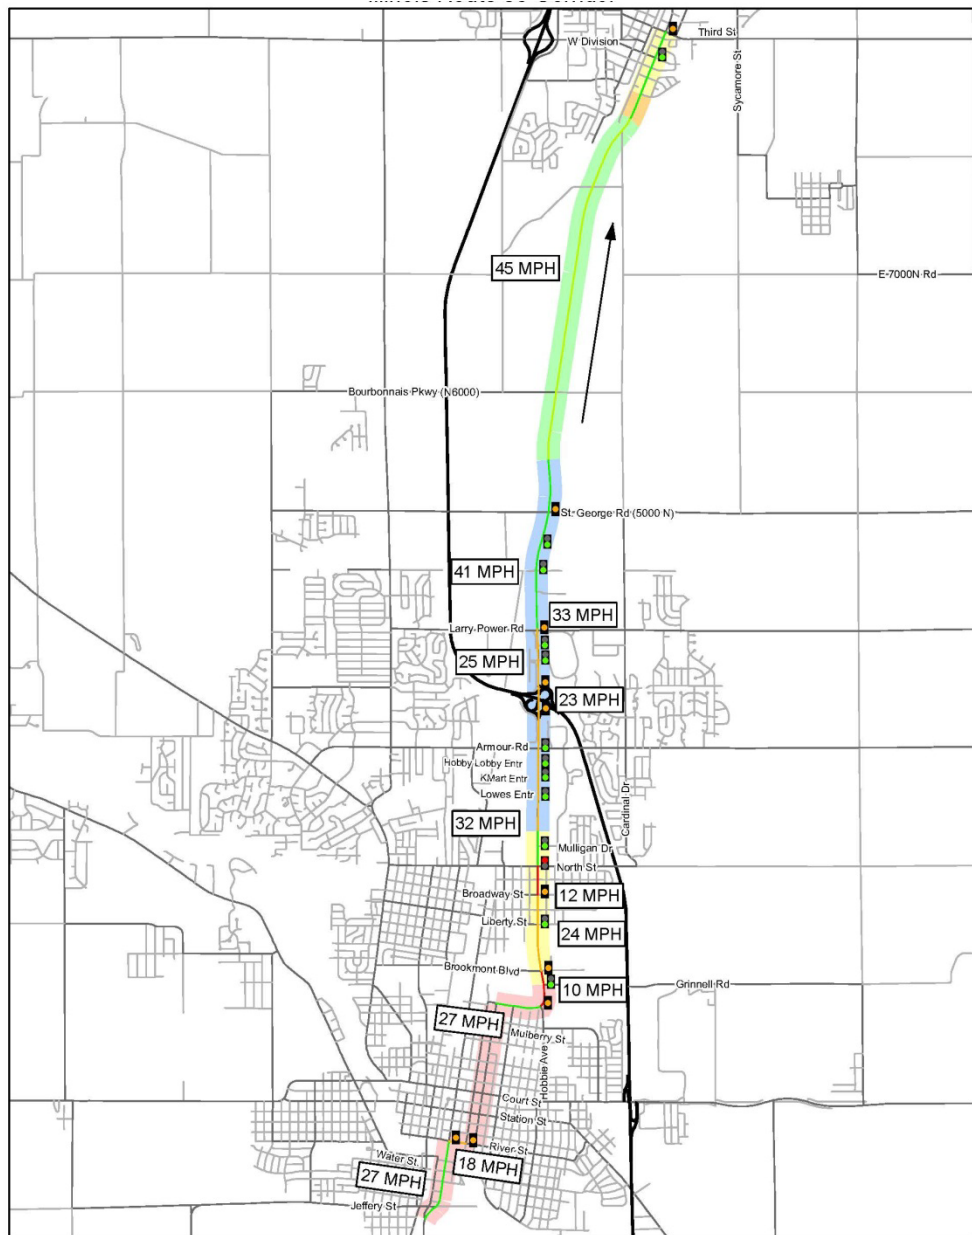 Third St
W Division
Sycamore St
45 MPH
E-7000N Rd
Bourbonnais Pkwy (N6000)
St. George Rd (5000 N)
41 MPH
33 MPH
Larry Power Rd
25 MPH
23 MPH
Armour Rd
Hobby Lobby Entr
KMart Entr
Lowes Entr
Cardinal Dr
32 MPH
Mulligan Dr
North St
Broadway St
12 MPH
Liberty St
24 MPH
Brookmont Blvd
Grinnell Rd
10 MPH
27 MPH
Mulberry St
Hobbie Ave
Court St
Station St
River St
Water St
18 MPH
27 MPH
Jeffery St